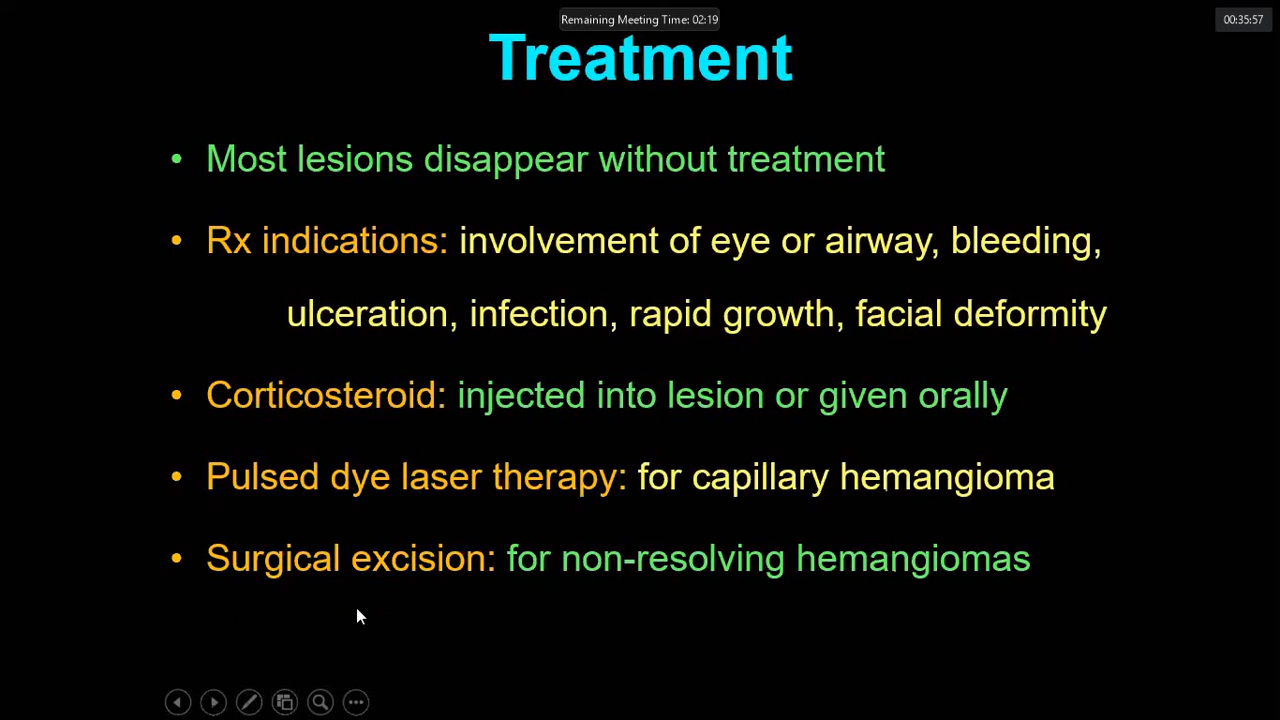 Remaining Meeting Time: 02:19
00:35:57
Treatment
• Most lesions disappear without treatment
• Rx indications: involvement of eye or airway, bleeding,
ulceration, infection, rapid growth, facial deformity
• Corticosteroid: injected into lesion or given orally
• Pulsed dye laser therapy: for capillary hemangioma
• Surgical excision: for non-resolving hemangiomas